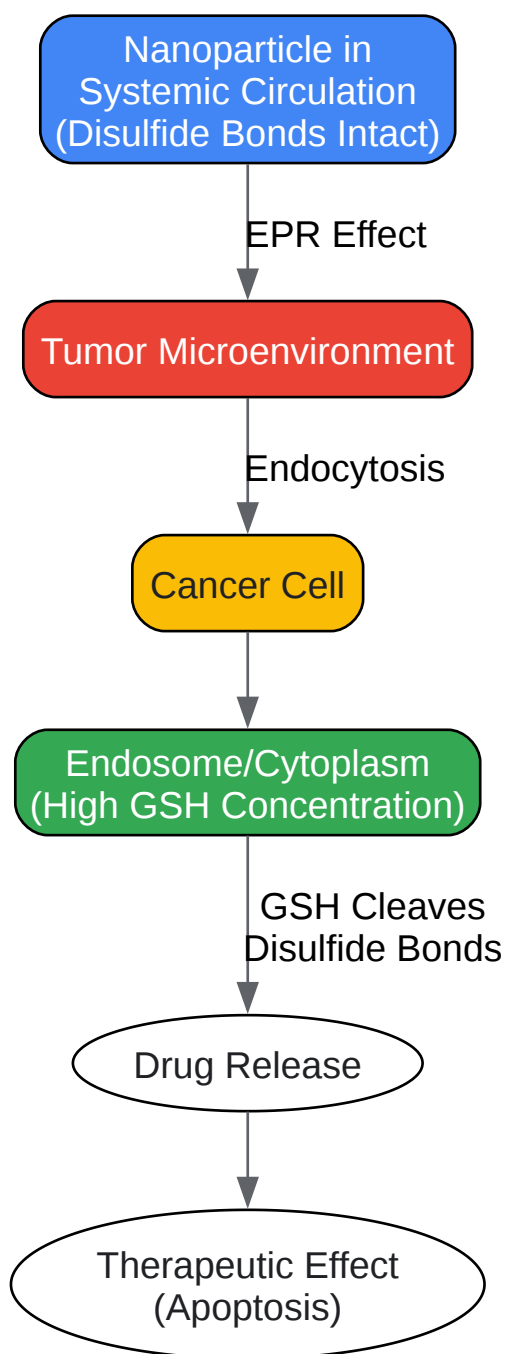 Nanoparticle in
Systemic Circulation
(Disulfide Bonds Intact)
EPR Effect
Tumor Microenvironment
Endocytosis
Cancer Cell
Endosome/Cytoplasm
(High GSH Concentration)
GSH Cleaves
Disulfide Bonds
Drug Release
Therapeutic Effect
(Apoptosis)